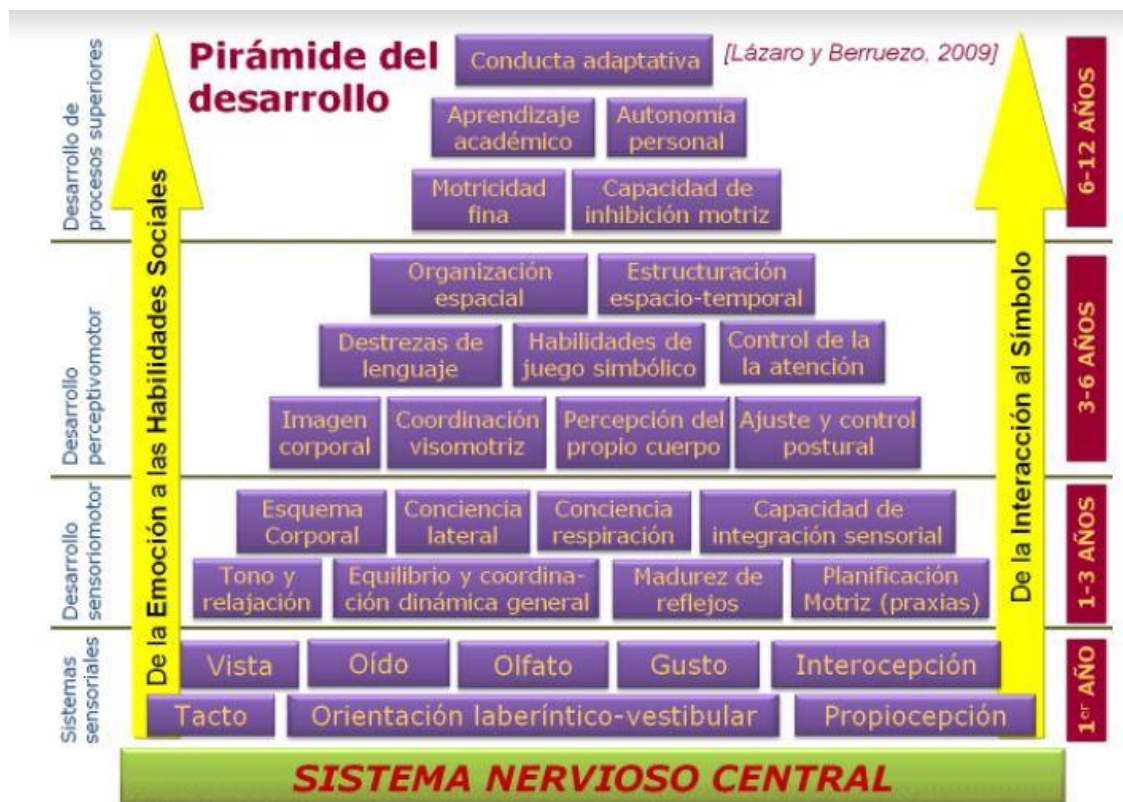 Pirámide del
desarrollo
[Lázaro y Berruezo, 2009]
Conducta adaptativa
Aprendizaje
académico
Autonomía
personal
Motricidad
fina
Capacidad de
inhibición motriz
Desarrollo de
procesos superiores
6-12 AÑOS
Organización
espacial
Estructuración
espacio-temporal
Destrezas de
lenguaje
Habilidades de
juego simbólico
Control de la
la atención
Imagen
corporal
Coordinación
visomotriz
Percepción del
propio cuerpo
Ajuste y control
postural
Desarrollo
perceptivomotor
3-6 AÑOS
Esquema
Corporal
Conciencia
lateral
Conciencia
respiración
Capacidad de
integración sensorial
Tono y
relajación
Equilibrio y coordina-
ción dinámica general
Madurez de
reflejos
Planificación
Motriz (praxias)
Desarrollo
sensoriomotor
1-3 AÑOS
Vista
Oído
Olfato
Gusto
Interocepción
Tacto
Orientación laberíntico-vestibular
Propiocepción
Sistemas
sensoriales
1er AÑO
De la Emoción a las Habilidades Sociales
De la Interacción al Símbolo
SISTEMA NERVIOSO CENTRAL